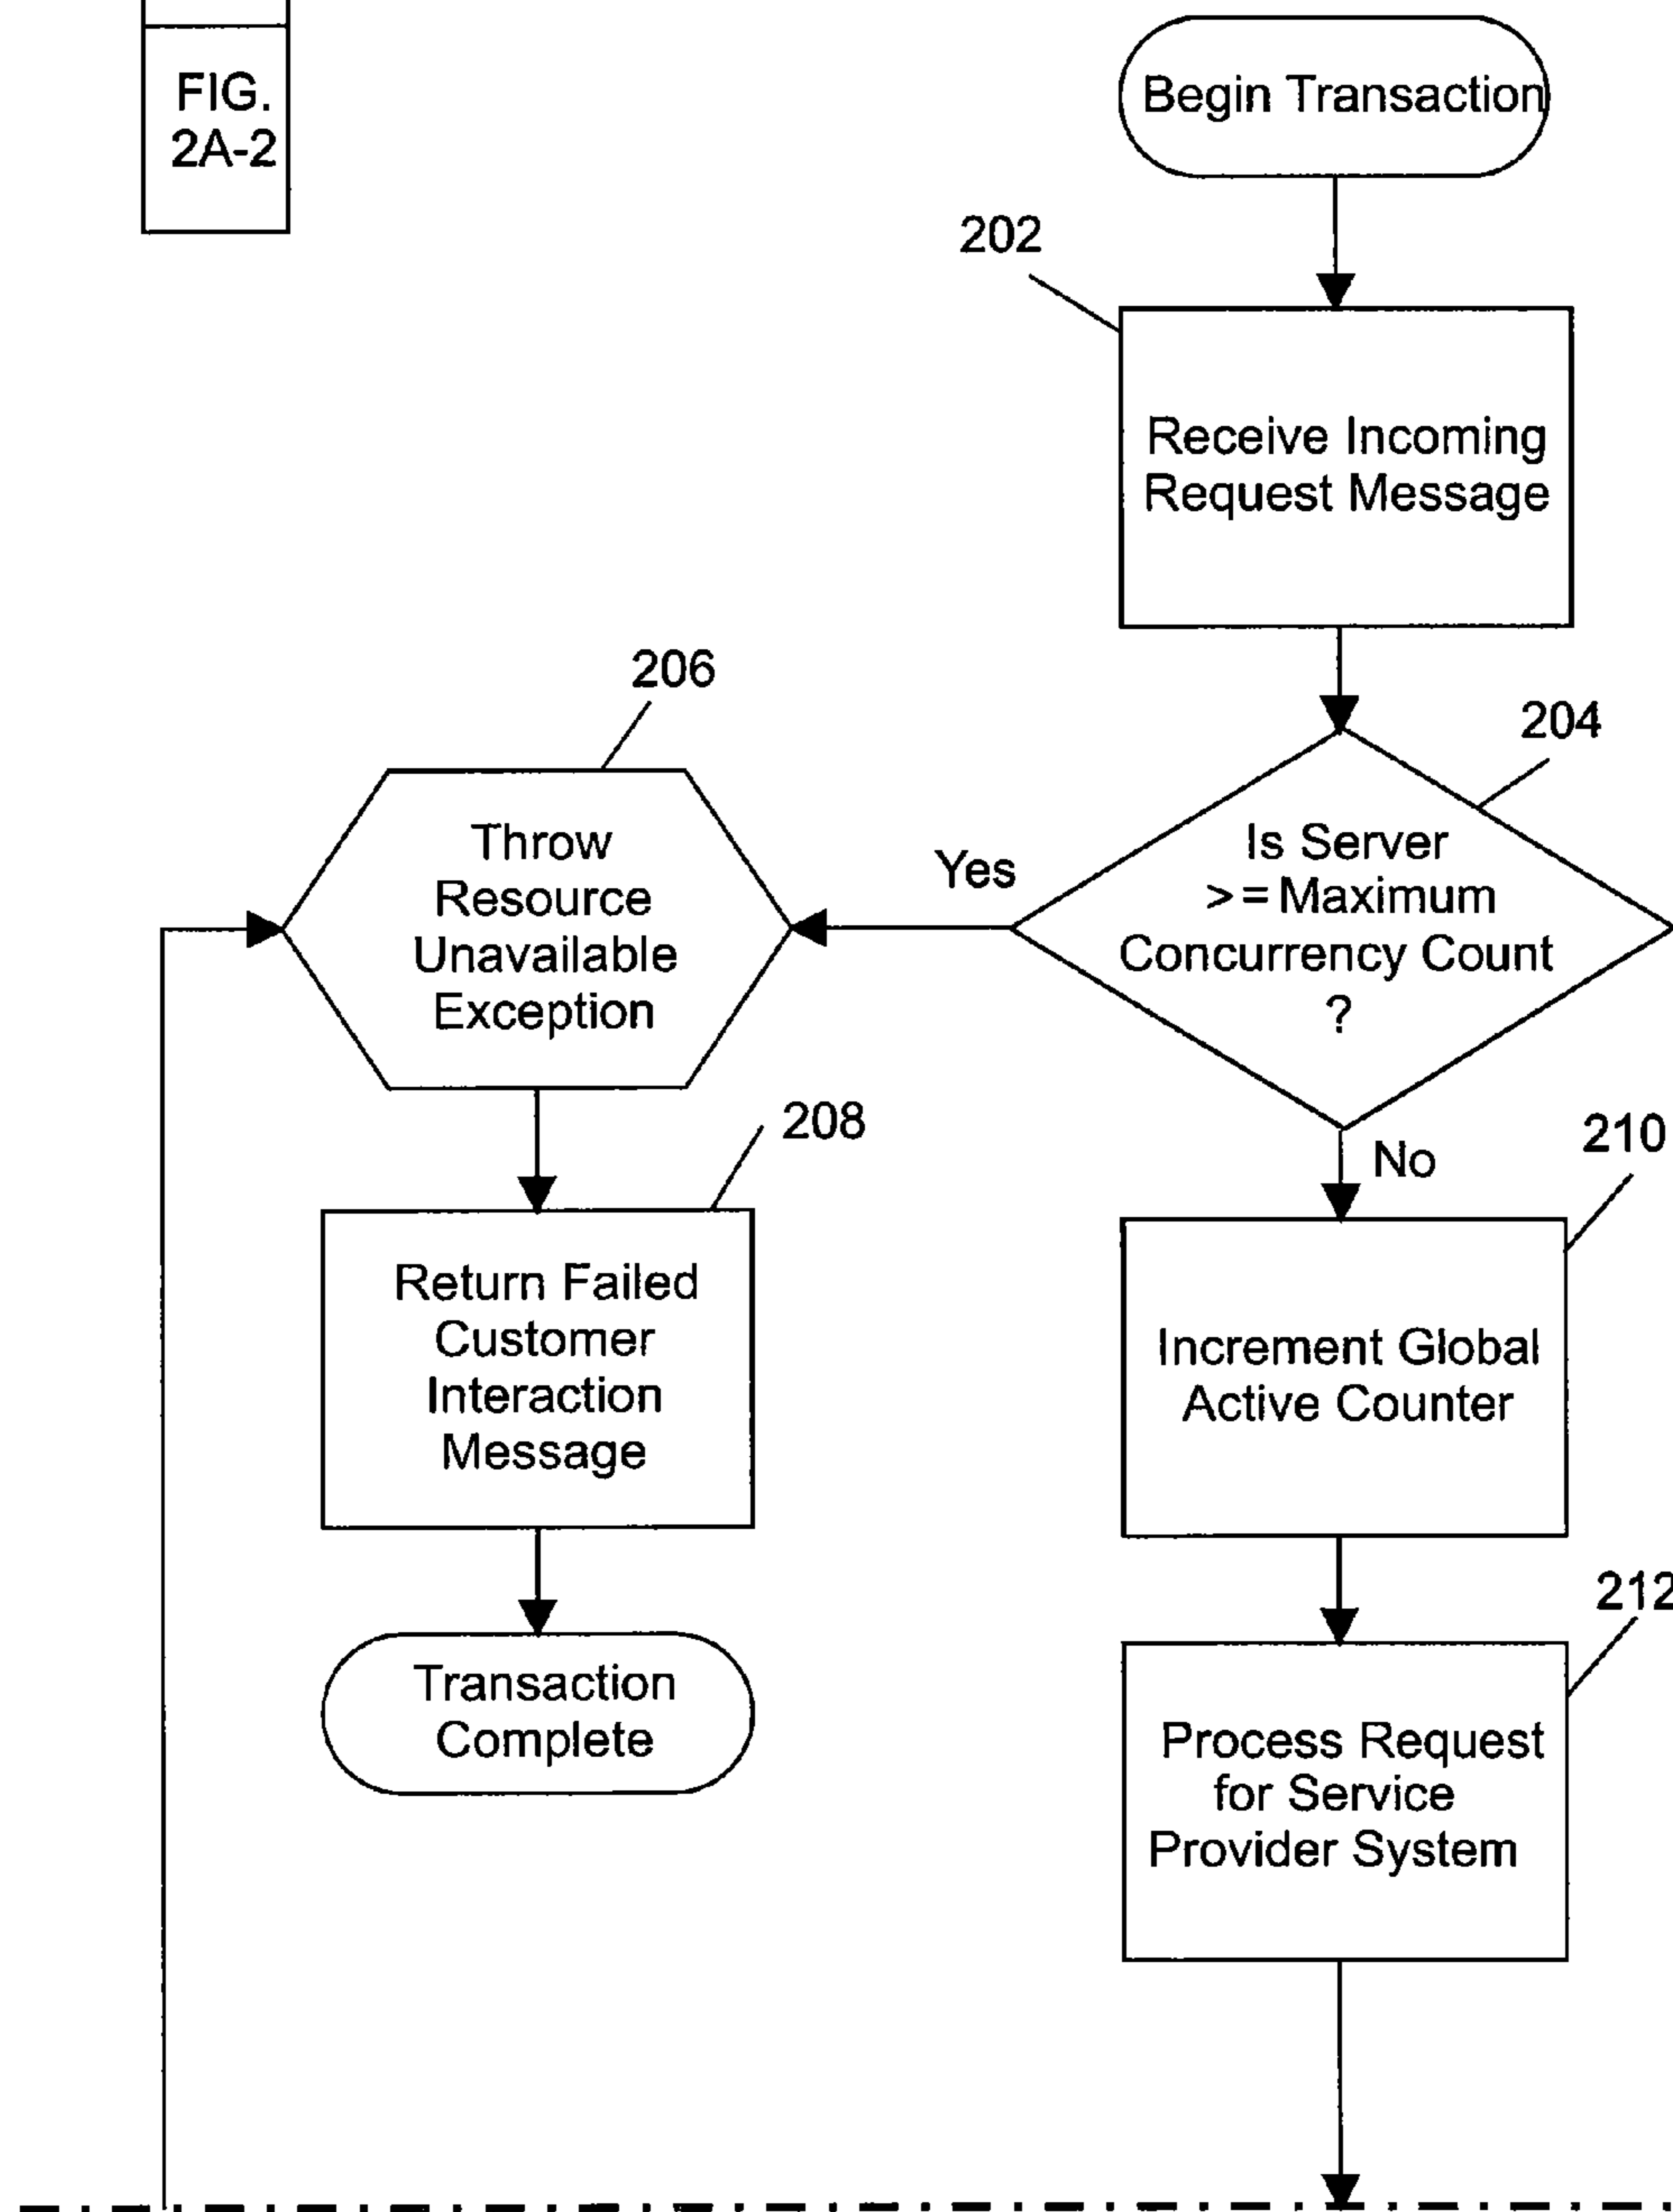 FIG.
2A-2
Begin Transaction
202
Receive Incoming
Request Message
206
204
Throw
Resource
Unavailable
Exception
Yes
Is Server
>=Maximum
Concurrency Count
?
208
No
210
Return Failed
Customer
Interaction
Message
Increment Global
Active Counter
212
Transaction
Complete
Process Request
for Service
Provider System